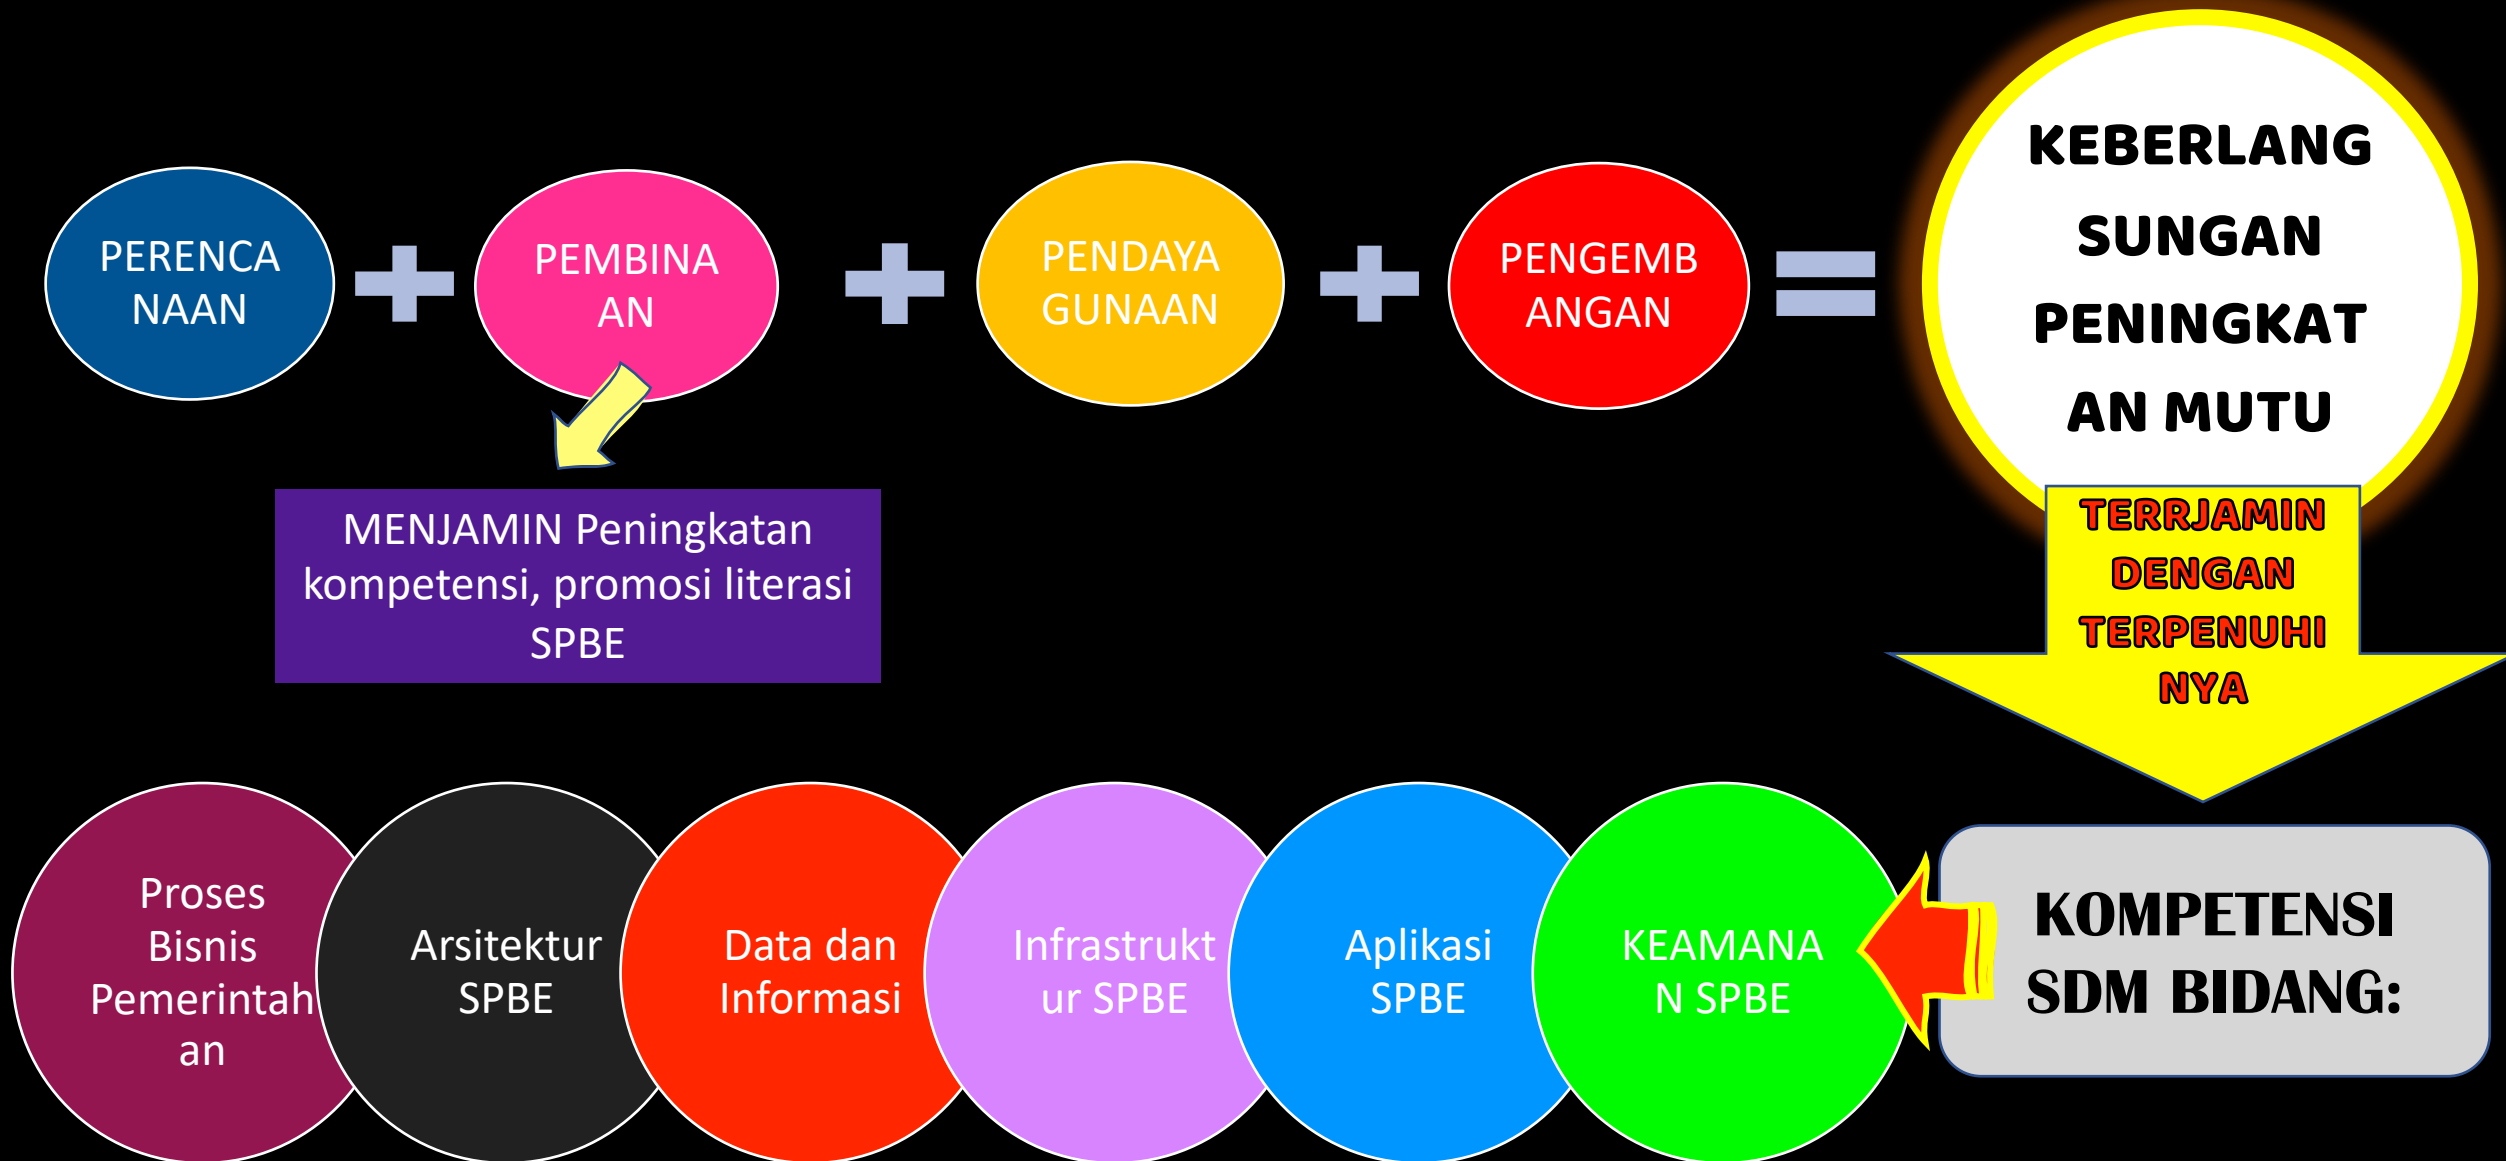 PERENCA
NAAN
PEMBINA
AN
PENDAYA
GUNAAN
PENGEMB
ANGAN
KEBERLANG
SUNGAN
PENINGKAT
AN MUTU
TERRJAMIN
DENGAN
TERPENUHI
NYA
MENJAMIN Peningkatan
kompetensi, promosi literasi
SPBE
Proses
Bisnis
Pemerintah
an
Arsitektur
SPBE
Data dan
Informasi
Infrastrukt
ur SPBE
Aplikasi
SPBE
KEAMANA
N SPBE
KOMPETENSI
SDM BIDANG: